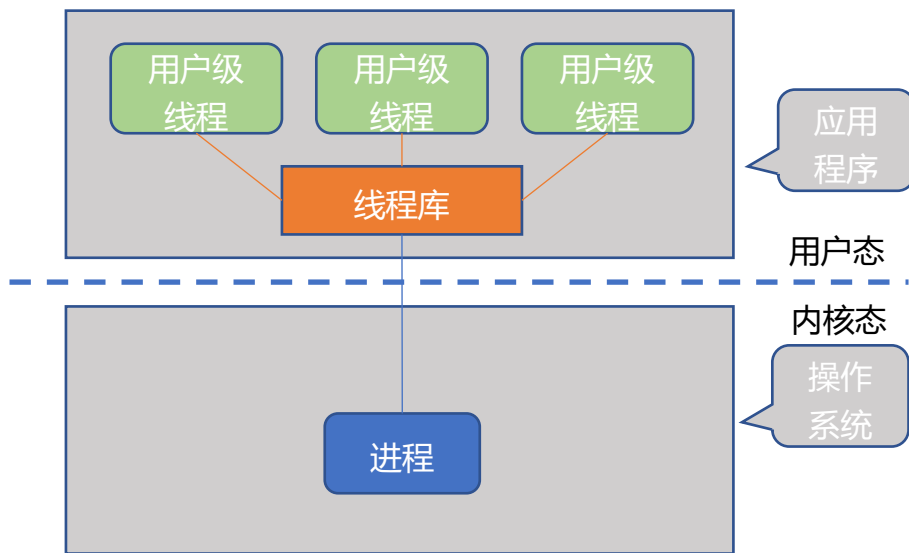 用户级
线程
用户级
线程
用户级
线程
应用
程序
线程库
用户态
内核态
操作
系统
进程